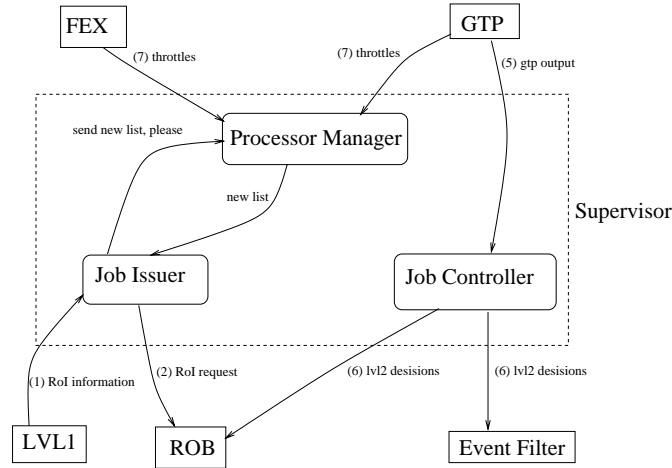 FEX
GTP
(7) throttles
(7) throttles
(5) gtp output
send new list, please
Processor Manager
new list
Supervisor
Job Issuer
Job Controller
(1) RoI information
(2) RoI request
(6) lvl2 desisions
(6) lvl2 desisions
LVL1
ROB
Event Filter